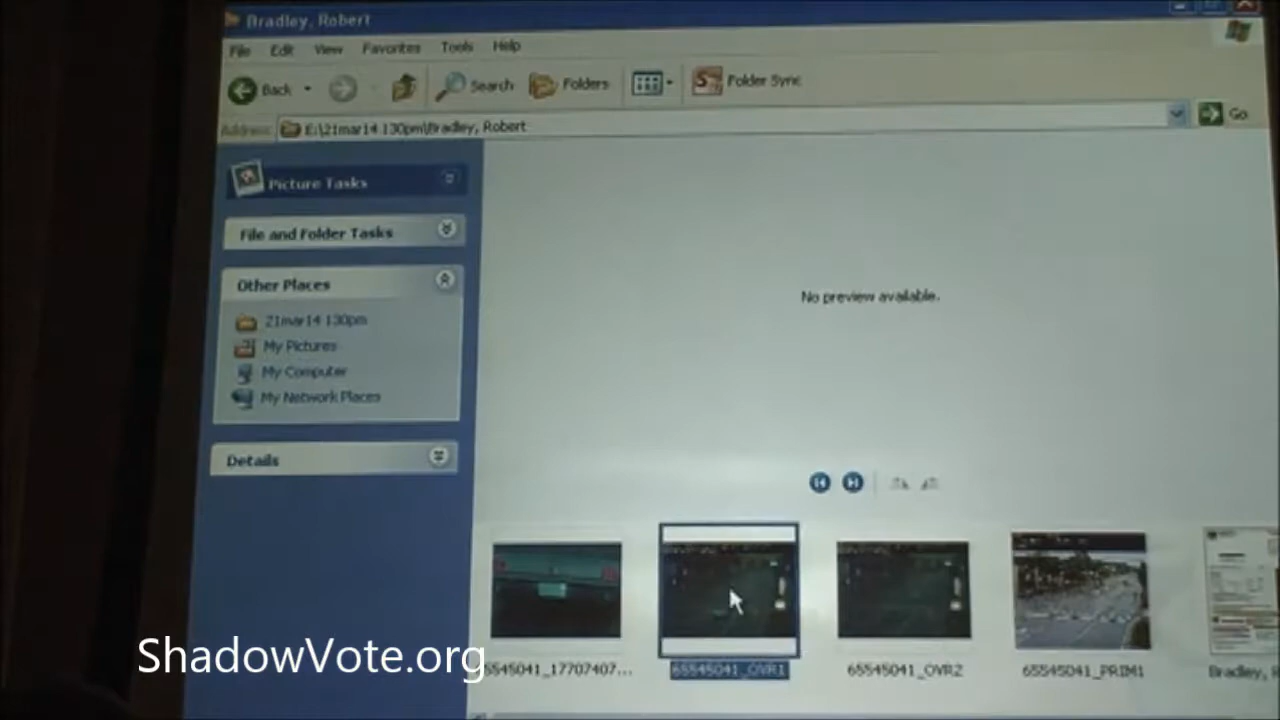 Bradley, Robert
File Edit View Favorites Tools Help
Back Search Folders Folder Sync
Address E:\21mar14 130pm\Bradley, Robert Go
Picture Tasks
File and Folder Tasks
Other Places
21mar14 130pm
My Pictures
My Computer
My Network Places
Details
No preview available.
65545041_17707407... 65545041_OVR1 65545041_OVR2 65545041_PRIM1 Bradley,
ShadowVote.org